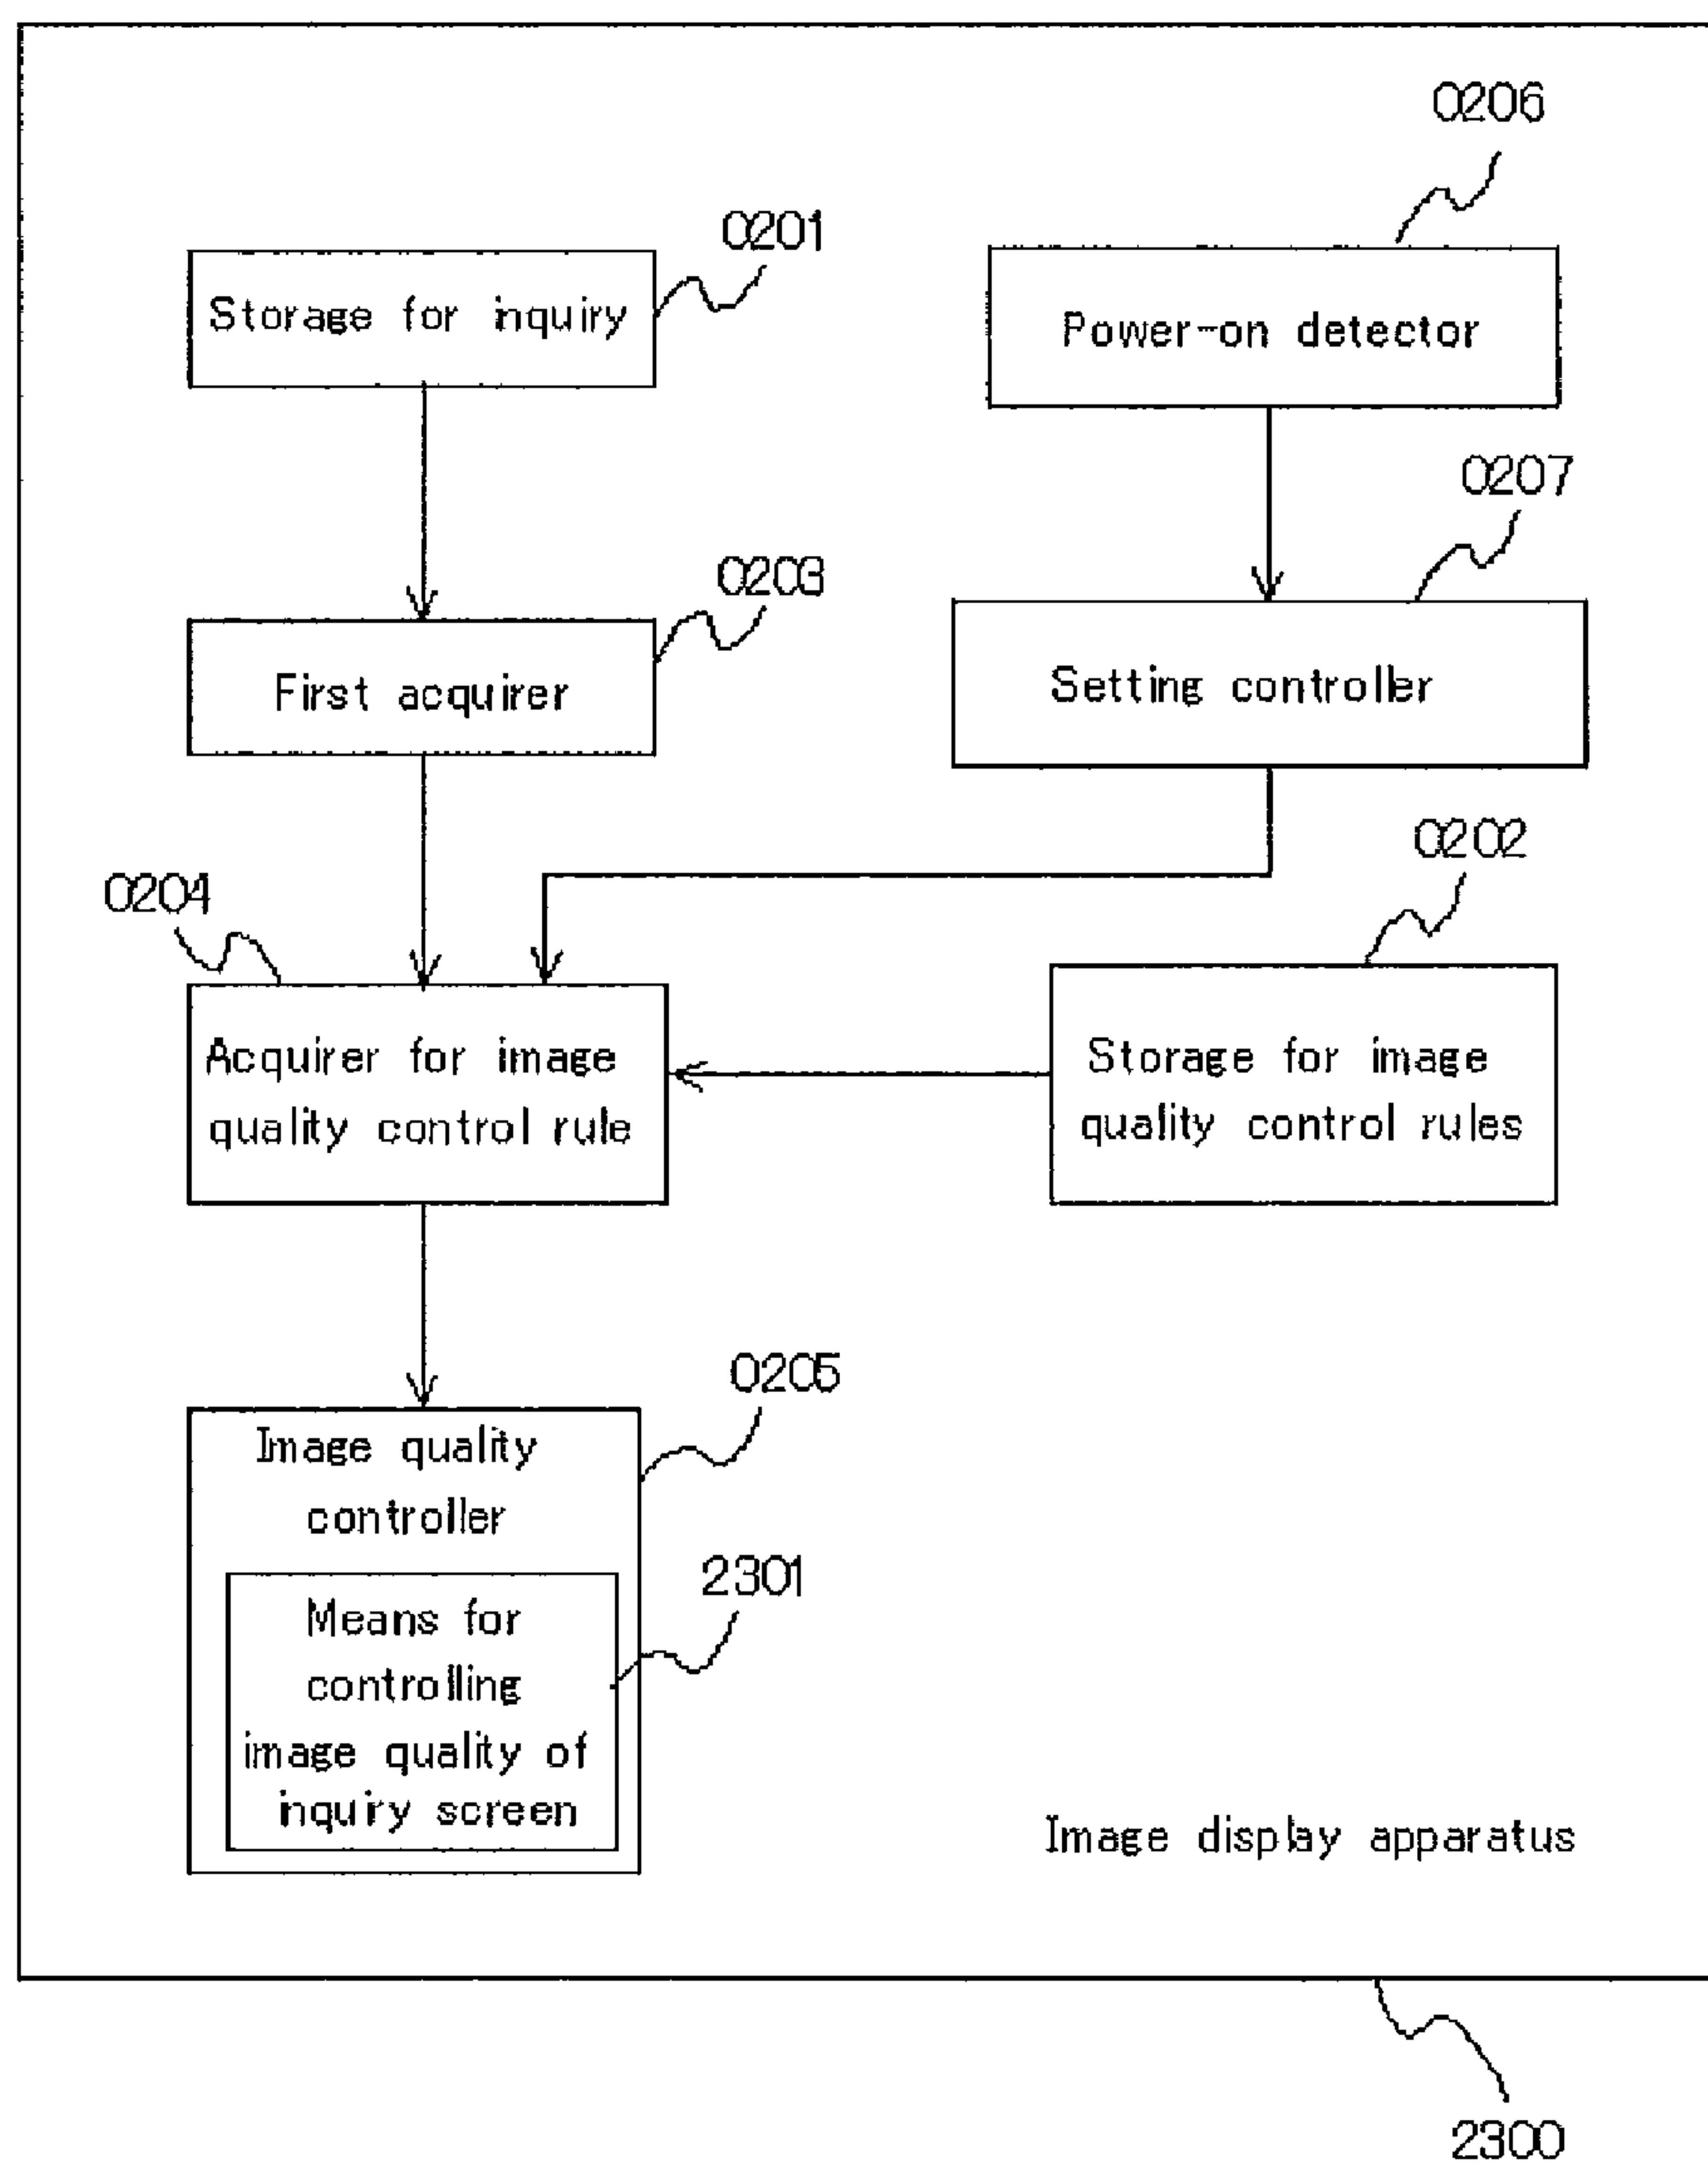 0206
0201
Storage for inquiry
Power-on detector
0207
0203
First acquirer
Setting controller
0202
0204
Acquirer for image
quality control rule
Storage for image
quality control rules
0205
Image quality
controller
2301
Means for
controlling
image quality of
inquiry screen
Image display apparatus
2300